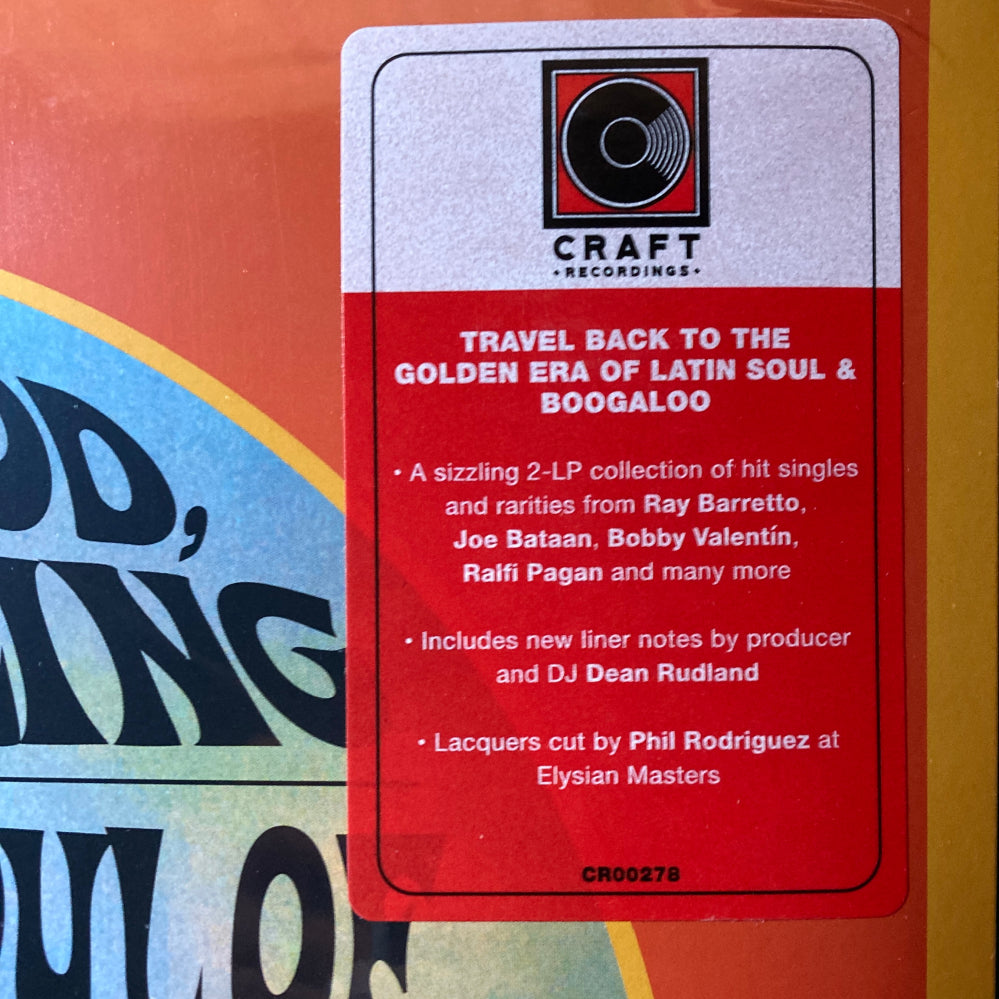 CRAFT
•RECORDINGS•
TRAVEL BACK TO THE
GOLDEN ERA OF LATIN SOUL &
BOOGALOO
• A sizzling 2-LP collection of hit singles
and rarities from Ray Barretto,
Joe Bataan, Bobby Valentín,
Ralfi Pagan and many more
• Includes new liner notes by producer
and DJ Dean Rudland
• Lacquers cut by Phil Rodriguez at
Elysian Masters
CR00278